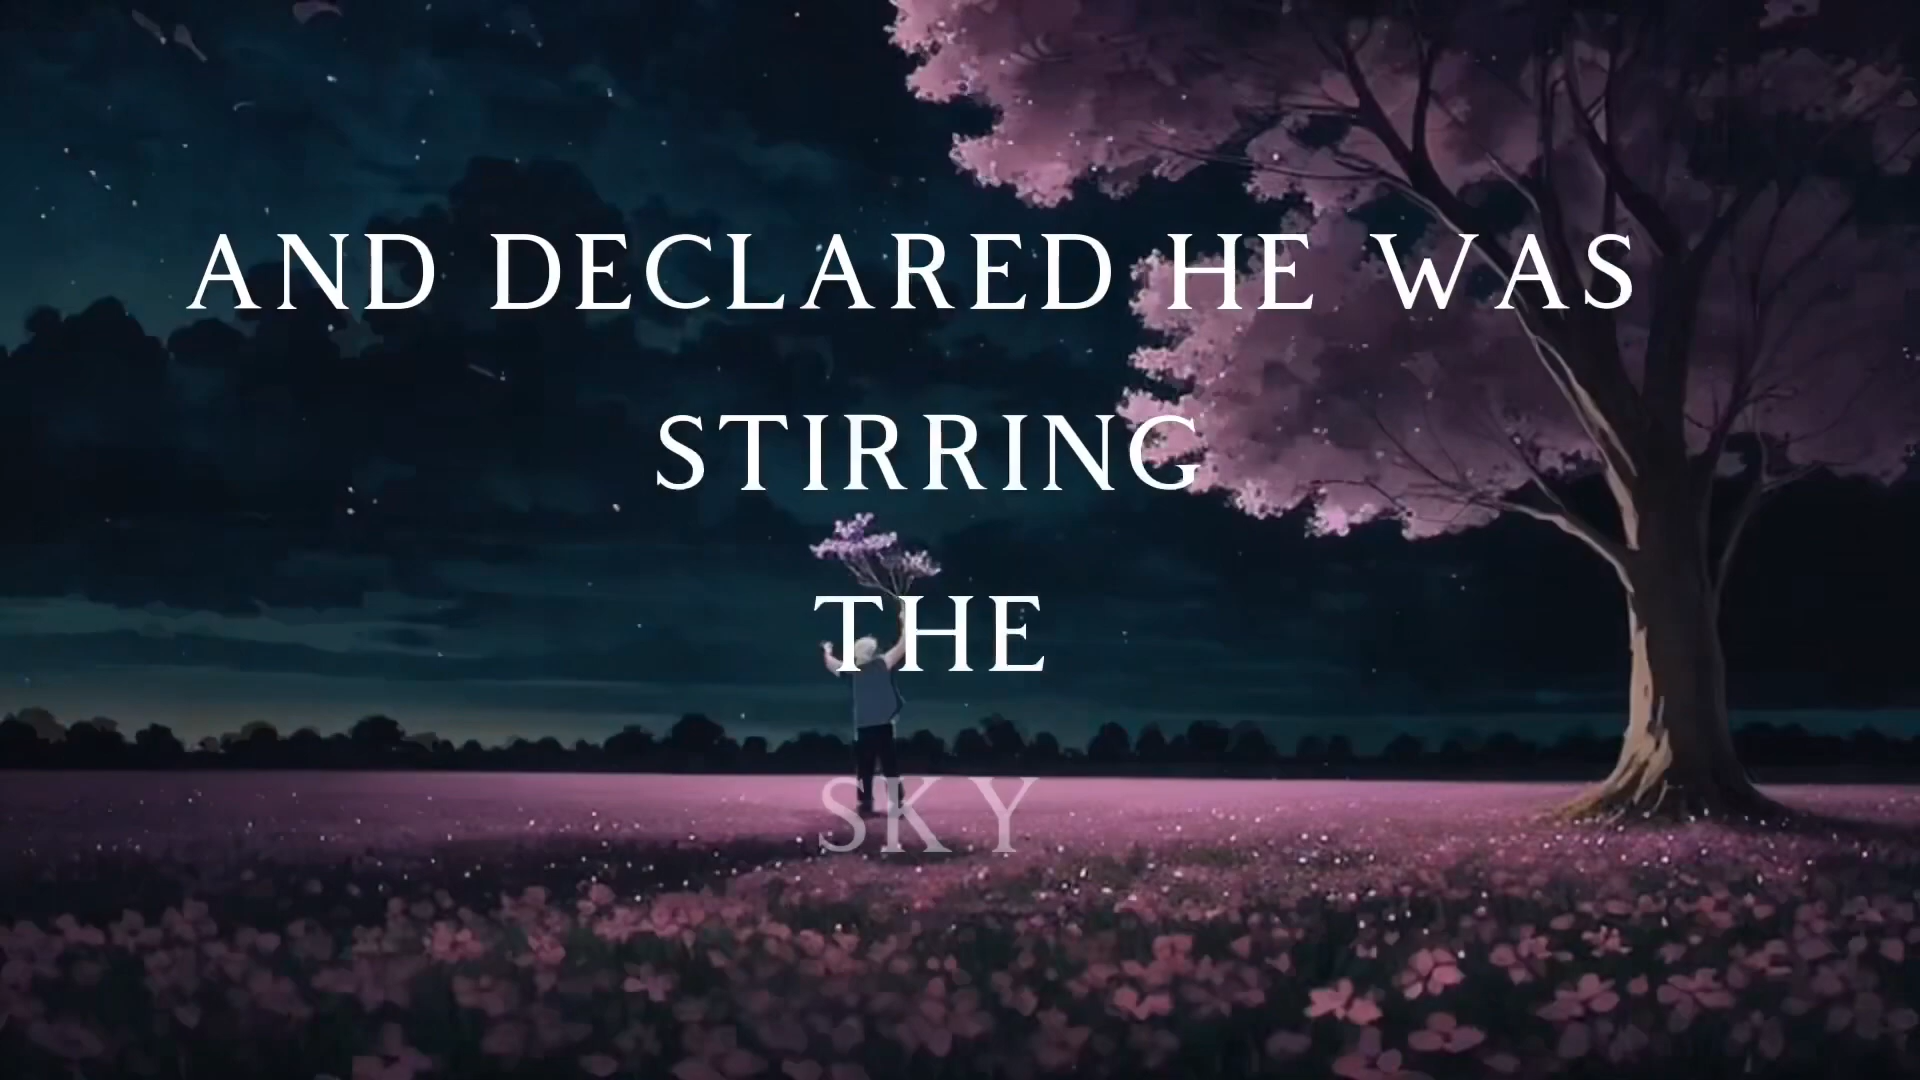 AND DECLARED HE WAS
STIRRING
THE
SKY